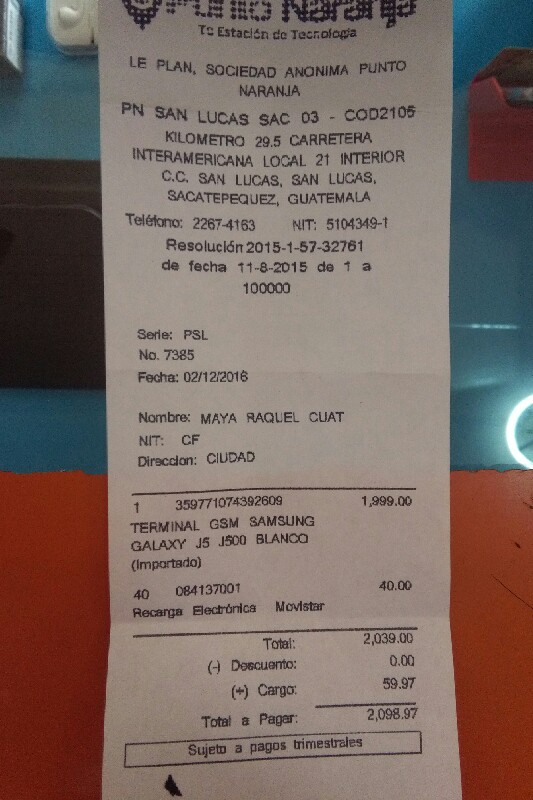 Punto Naranja
Tu Estación de Tecnología
LE PLAN, SOCIEDAD ANONIMA PUNTO
NARANJA
PN SAN LUCAS SAC 03 - COD2105
KILOMETRO 29.5 CARRETERA
INTERAMERICANA LOCAL 21 INTERIOR
C.C. SAN LUCAS, SAN LUCAS,
SACATEPEQUEZ, GUATEMALA
Teléfono: 2267-4163 NIT: 5104349-1
Resolución 2015-1-57-32761
de fecha 11-8-2015 de 1 a
100000
Serie: PSL
No. 7385
Fecha: 02/12/2016
Nombre: MAYA RAQUEL CUAT
NIT: CF
Direccion: CIUDAD
1 359771074392609 1,999.00
TERMINAL GSM SAMSUNG
GALAXY J5 J500 BLANCO
(Importado)
40 084137001 40.00
Recarga Electrónica Movistar
Total: 2,039.00
(-) Descuento: 0.00
(+) Cargo: 59.97
Total a Pagar: 2,098.97
Sujeto a pagos trimestrales